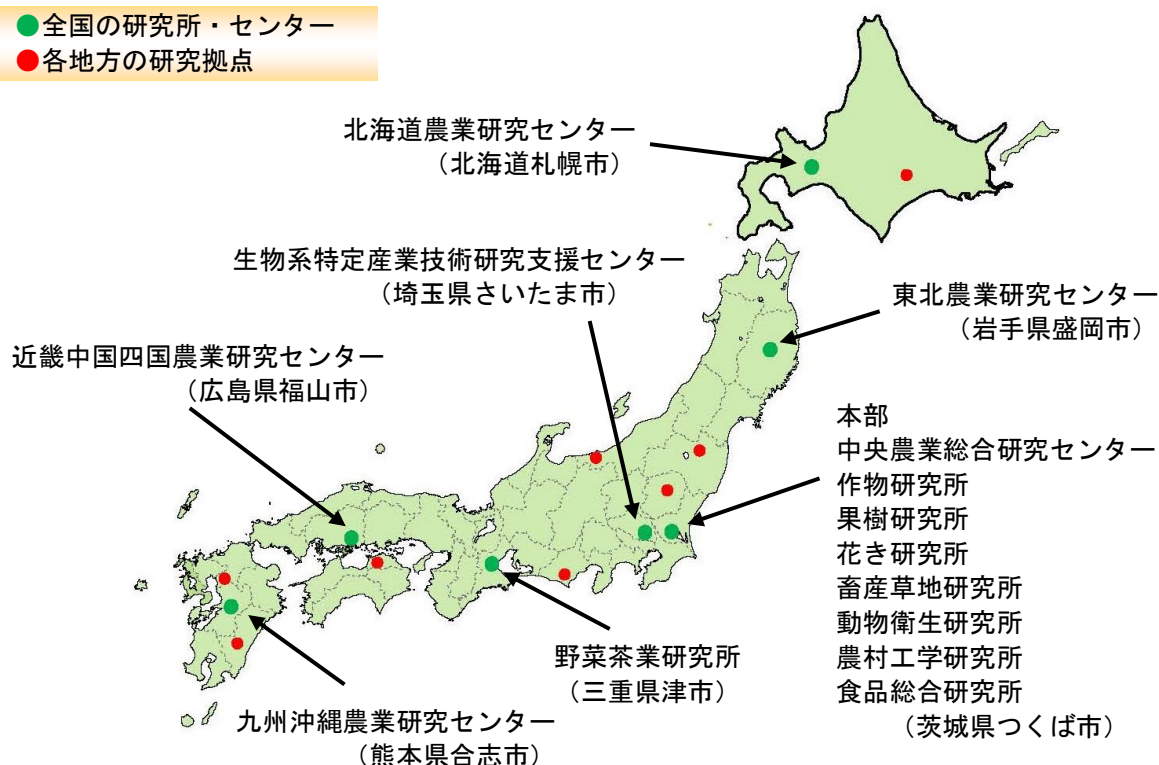 ●全国の研究所・センター
●各地方の研究拠点
北海道農業研究センター
（北海道札幌市）
生物系特定産業技術研究支援センター
（埼玉県さいたま市）
東北農業研究センター
（岩手県盛岡市）
近畿中国四国農業研究センター
（広島県福山市）
本部
中央農業総合研究センター
作物研究所
果樹研究所
花き研究所
畜産草地研究所
動物衛生研究所
農村工学研究所
食品総合研究所
（茨城県つくば市）
野菜茶業研究所
（三重県津市）
九州沖縄農業研究センター
（熊本県合志市）